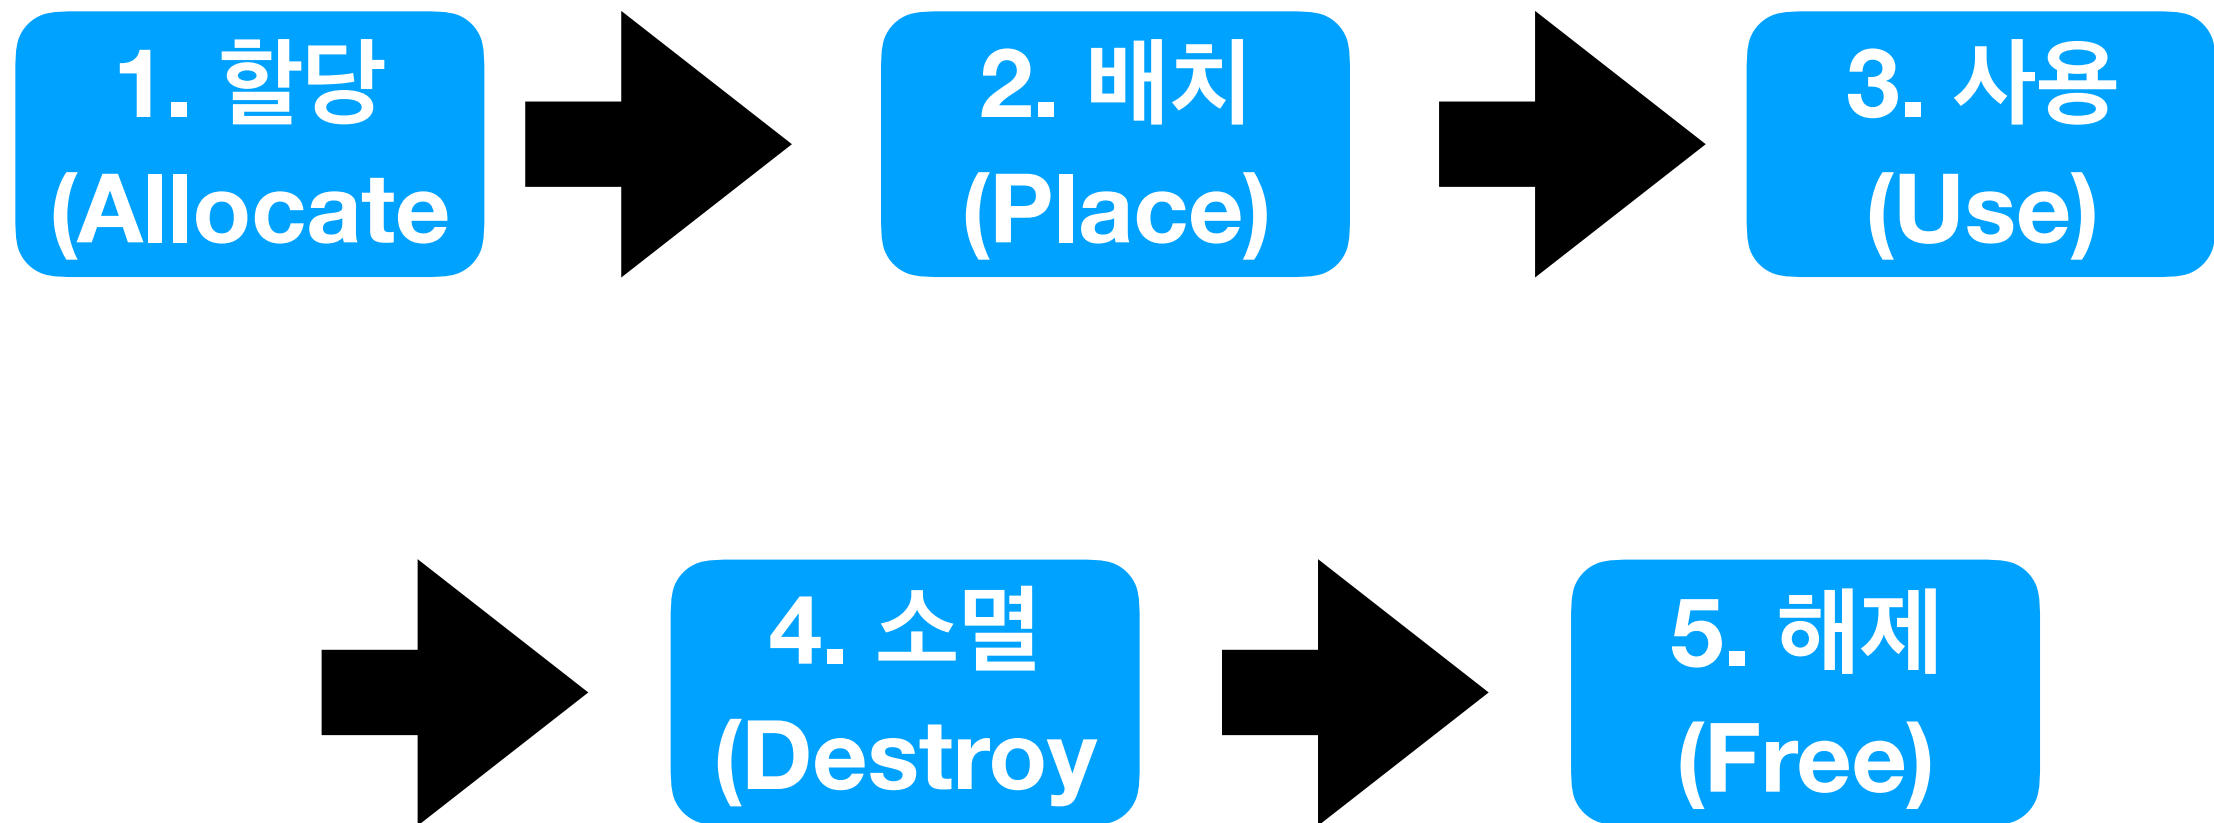 1. 할당
(Allocate
2. 배치
(Place)
3. 사용
(Use)
4. 소멸
(Destroy
5. 해제
(Free)